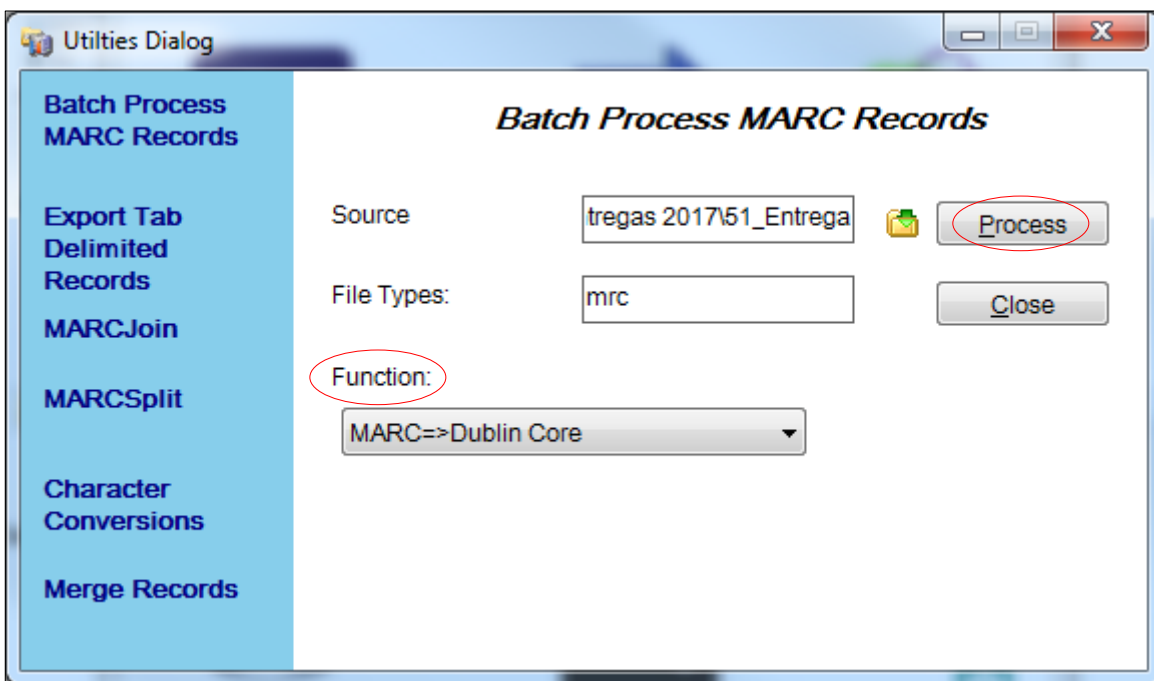 Utilties Dialog
Batch Process
MARC Records
Export Tab
Delimited
Records
MARCJoin
MARCSplit
Character
Conversions
Merge Records
Batch Process MARC Records
Source
tregas 2017\51_Entrega
Process
File Types:
mrc
Close
Function:
MARC=>Dublin Core